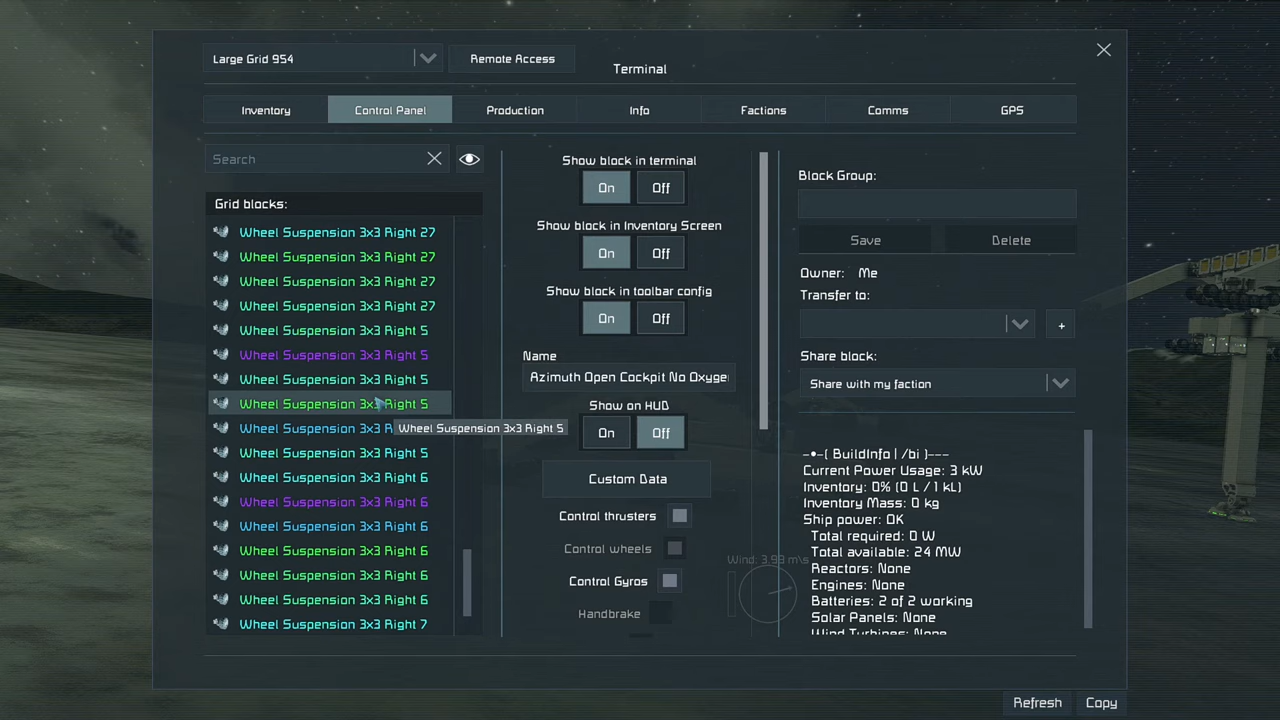 Large Grid 954
Remote Access
Terminal
Inventory
Control Panel
Production
Info
Factions
Comms
GPS
Search
Grid blocks:
Wheel Suspension 3x3 Right 27
Wheel Suspension 3x3 Right 27
Wheel Suspension 3x3 Right 27
Wheel Suspension 3x3 Right 27
Wheel Suspension 3x3 Right 5
Wheel Suspension 3x3 Right 5
Wheel Suspension 3x3 Right 5
Wheel Suspension 3x3 Right 5
Wheel Suspension 3x3 R
Wheel Suspension 3x3 Right 5
Wheel Suspension 3x3 Right 5
Wheel Suspension 3x3 Right 6
Wheel Suspension 3x3 Right 6
Wheel Suspension 3x3 Right 6
Wheel Suspension 3x3 Right 6
Wheel Suspension 3x3 Right 6
Wheel Suspension 3x3 Right 6
Wheel Suspension 3x3 Right 7
Show block in terminal
On Off
Show block in Inventory Screen
On Off
Show block in toolbar config
On Off
Name
Azimuth Open Cockpit No Oxyge
Show on HUD
On Off
Custom Data
Control thrusters
Control wheels
Control Gyros
Handbrake
Wind: 3.98 m/s
Block Group:
Save Delete
Owner: Me
Transfer to:
+
Share block:
Share with my faction
-•-( BuildInfo | /bi )---
Current Power Usage: 3 kW
Inventory: 0% (0 L / 1 kL)
Inventory Mass: 0 kg
Ship power: OK
Total required: 0 W
Total available: 24 MW
Reactors: None
Engines: None
Batteries: 2 of 2 working
Solar Panels: None
Wind Turbines: None
Refresh
Copy